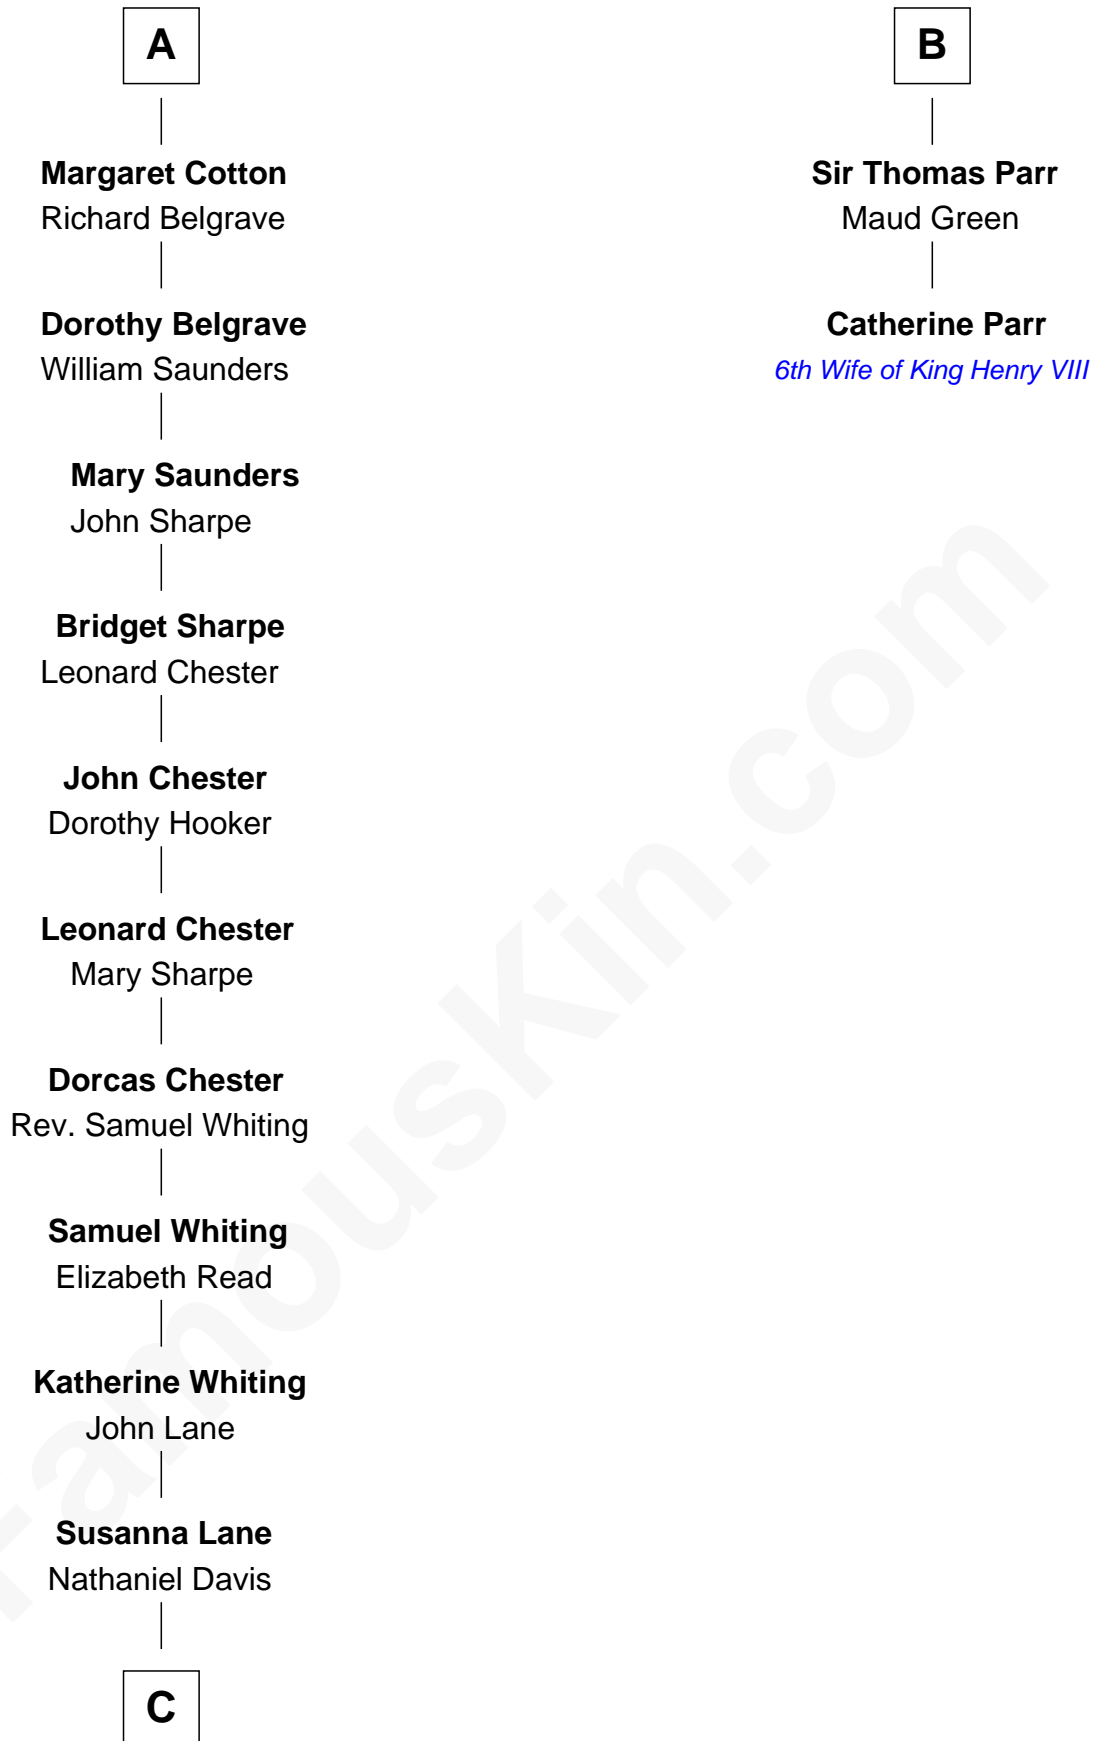 A
Margaret Cotton
Richard Belgrave
Dorothy Belgrave
William Saunders
Mary Saunders
John Sharpe
Bridget Sharpe
Leonard Chester
John Chester
Dorothy Hooker
Leonard Chester
Mary Sharpe
Dorcas Chester
Rev. Samuel Whiting
Samuel Whiting
Elizabeth Read
Katherine Whiting
John Lane
Susanna Lane
Nathaniel Davis
C
B
Sir Thomas Parr
Maud Green
Catherine Parr
6th Wife of King Henry VIII
FamousKin.com